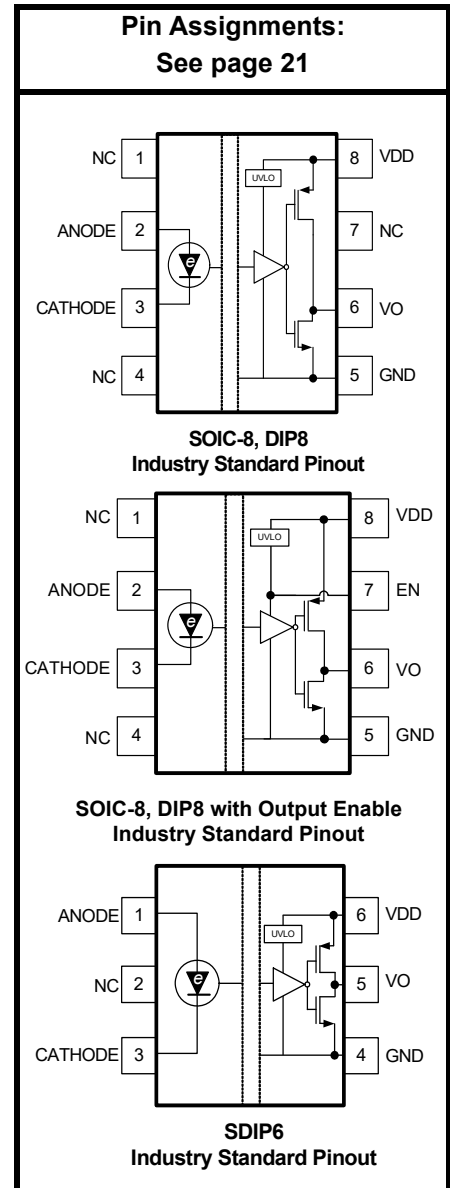 Pin Assignments:
See page 21
NC 1 8 VDD
UVLO
ANODE 2 e 7 NC
CATHODE 3 6 VO
NC 4 5 GND
SOIC-8, DIP8
Industry Standard Pinout
NC 1 8 VDD
UVLO
ANODE 2 7 EN
e
CATHODE 3 6 VO
NC 4 5 GND
SOIC-8, DIP8 with Output Enable
Industry Standard Pinout
ANODE 1 6 VDD
UVLO
NC 2 e 5 VO
CATHODE 3 4 GND
SDIP6
Industry Standard Pinout